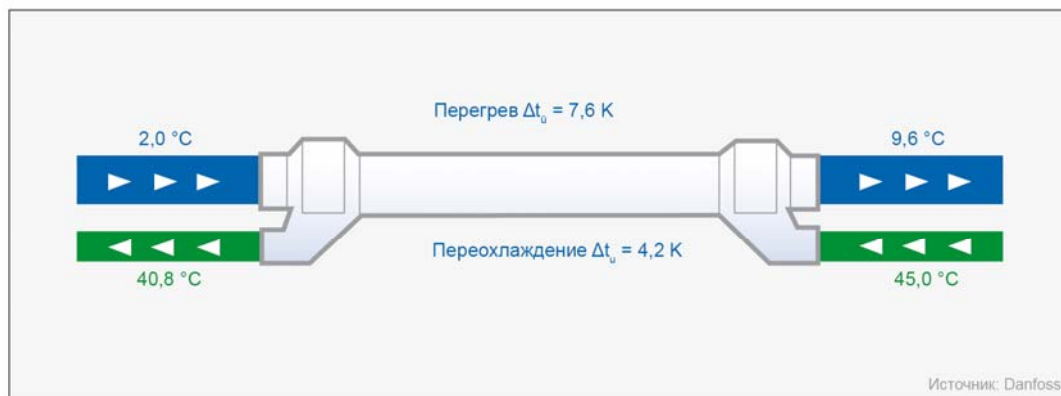 Перегрев Δtü = 7,6 K
2,0 °C
9,6 °C
Переохлаждение Δtu = 4,2 K
40,8 °C
45,0 °C
Источник: Danfoss